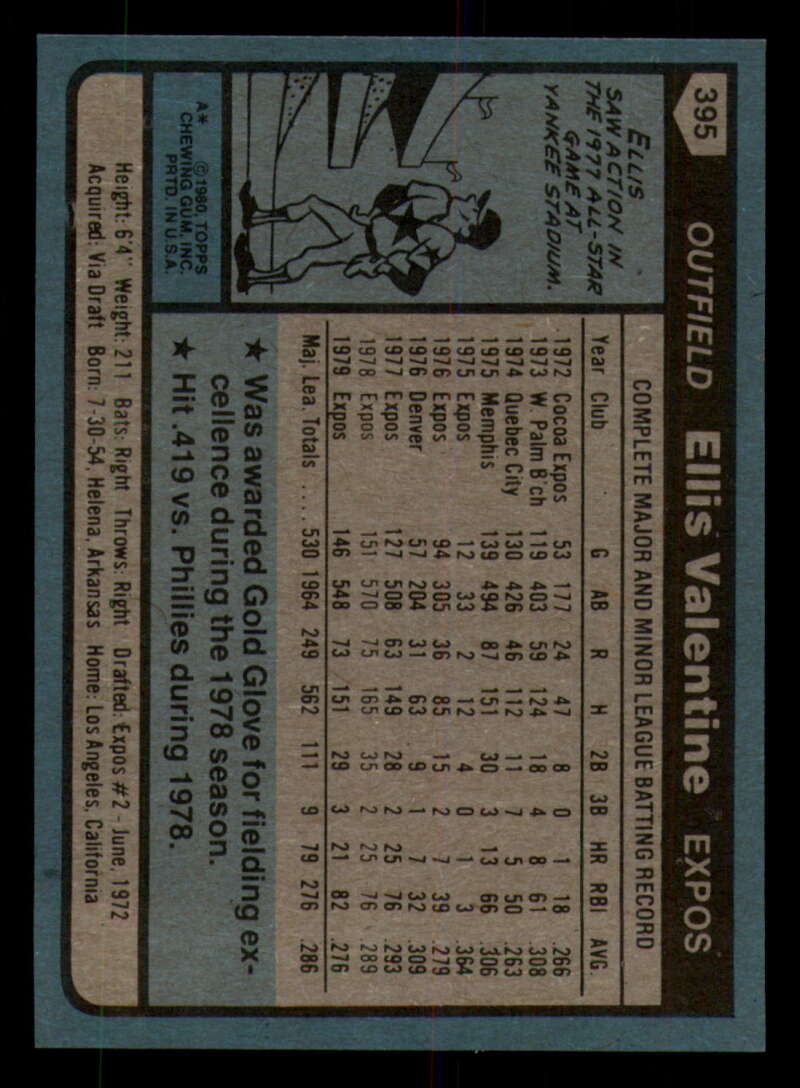 395 OUTFIELD Ellis Valentine EXPOS
ELLIS
SAW ACTION IN
THE 1977 ALL-STAR
GAME AT
YANKEE STADIUM.
A* © 1980, TOPPS
CHEWING GUM, INC.
PRTD. IN U.S.A.
COMPLETE MAJOR AND MINOR LEAGUE BATTING RECORD
Year Club G AB R H 2B 3B HR RBI AVG.
1972 Cocoa Expos 53 177 24 47 8 0 1 18 .266
1973 W. Palm B'ch 119 403 59 124 18 4 8 61 .308
1974 Quebec City 130 426 46 112 11 7 5 50 .263
1975 Memphis 139 494 87 151 30 3 13 66 .306
1975 Expos 12 33 2 12 4 0 1 3 .364
1976 Expos 94 305 36 85 15 2 7 39 .279
1976 Denver 57 204 31 63 9 1 7 32 .309
1977 Expos 127 508 63 149 28 2 25 76 .293
1978 Expos 151 570 75 165 35 2 25 76 .289
1979 Expos 146 548 73 151 29 3 21 82 .276
Maj. Lea. Totals .... 530 1964 249 562 111 9 79 276 .286
★ Was awarded Gold Glove for fielding ex-
cellence during the 1978 season.
★ Hit .419 vs. Phillies during 1978.
Height: 6'4" Weight: 211 Bats: Right Throws: Right Drafted: Expos #2 - June, 1972
Acquired: Via Draft Born: 7-30-54, Helena, Arkansas Home: Los Angeles, California